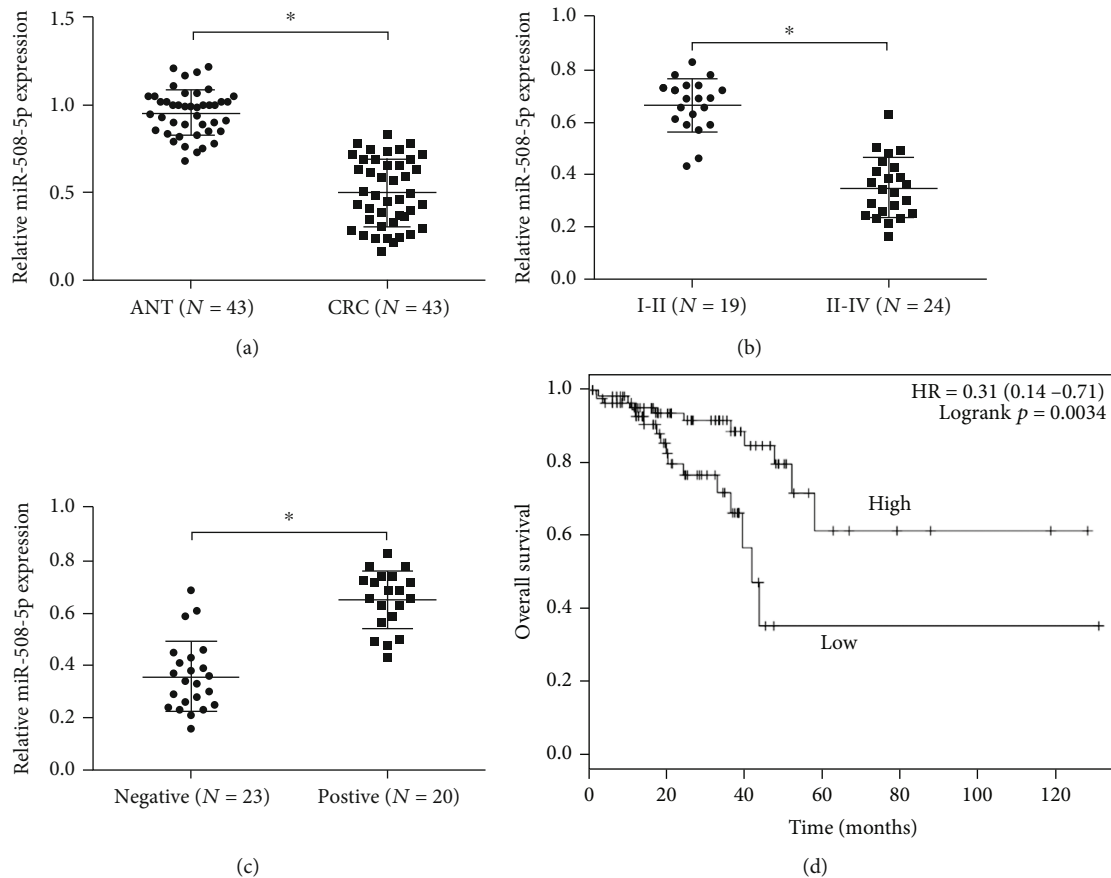 Relative miR-508-5p expression
1.5
1.0
0.5
0.0
*
ANT (N = 43)
CRC (N = 43)
(a)
Relative miR-508-5p expression
1.0
0.8
0.6
0.4
0.2
0.0
*
I-II (N = 19)
II-IV (N = 24)
(b)
Relative miR-508-5p expression
1.0
0.8
0.6
0.4
0.2
0.0
*
Negative (N = 23)
Postive (N = 20)
(c)
Overall survival
1.0
0.8
0.6
0.4
0.2
0.0
HR = 0.31 (0.14 –0.71)
Logrank p = 0.0034
High
Low
0 20 40 60 80 100 120
Time (months)
(d)